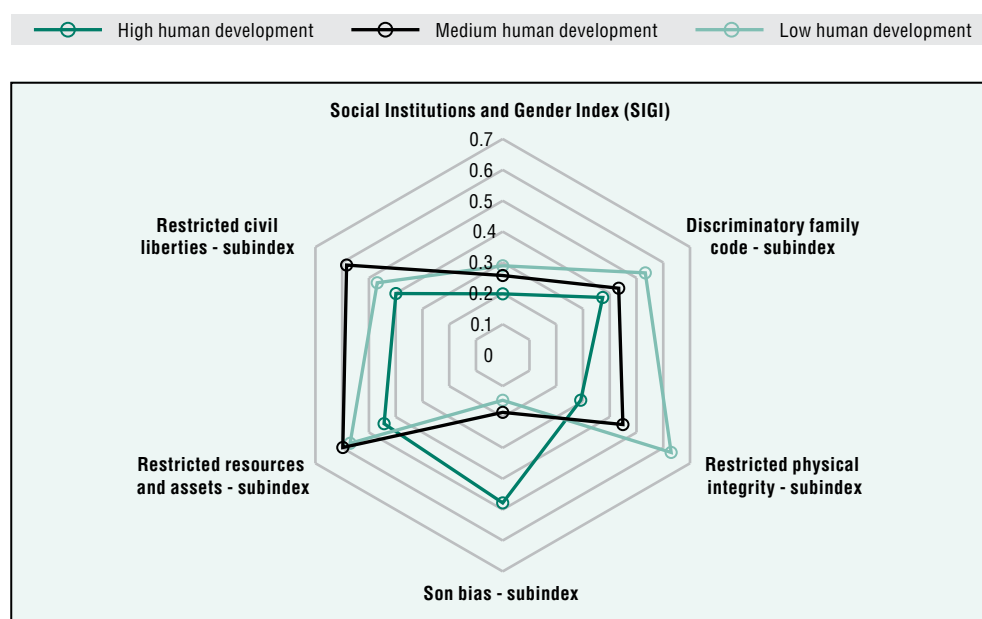 High human development
Medium human development
Low human development
Social Institutions and Gender Index (SIGI)
0.7
0.6
0.5
0.4
0.3
0.2
0.1
0
Restricted civil
liberties - subindex
Discriminatory family
code - subindex
Restricted resources
and assets - subindex
Restricted physical
integrity - subindex
Son bias - subindex